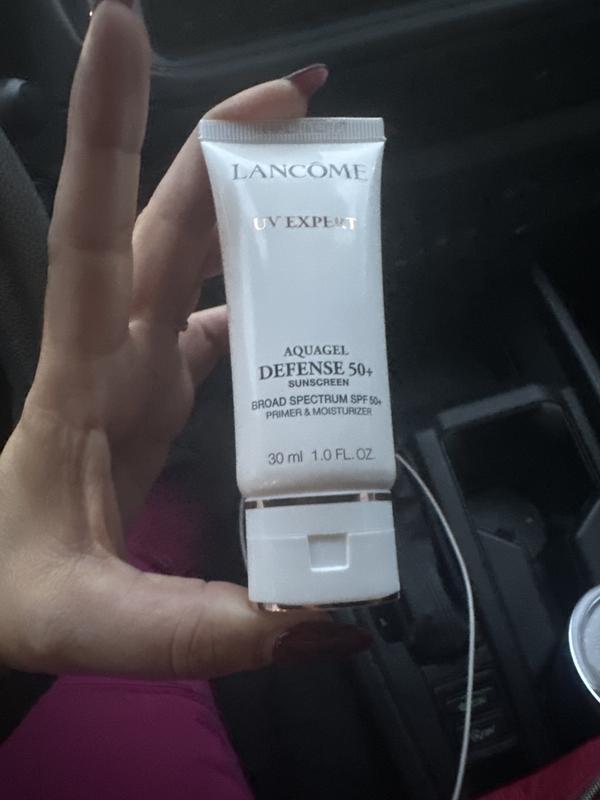 LANCÔME
UV EXPERT
AQUAGEL
DEFENSE 50+
SUNSCREEN
BROAD SPECTRUM SPF 50+
PRIMER & MOISTURIZER
30 ml 1.0 FL. OZ.